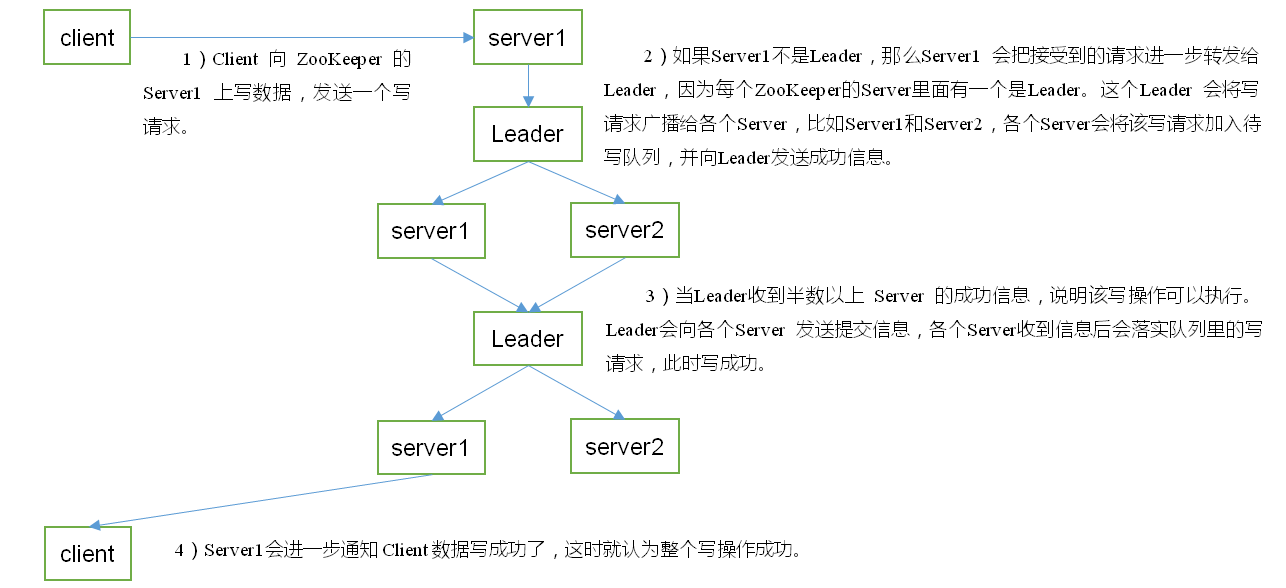 client
server1
1）Client 向 ZooKeeper 的
Server1 上写数据，发送一个写
请求。
2）如果Server1不是Leader，那么Server1 会把接受到的请求进一步转发给
Leader，因为每个ZooKeeper的Server里面有一个是Leader。这个Leader 会将写
请求广播给各个Server，比如Server1和Server2，各个Server会将该写请求加入待
写队列，并向Leader发送成功信息。
Leader
server1
server2
3）当Leader收到半数以上 Server 的成功信息，说明该写操作可以执行。
Leader会向各个Server 发送提交信息，各个Server收到信息后会落实队列里的写
请求，此时写成功。
Leader
server1
server2
client
4）Server1会进一步通知 Client 数据写成功了，这时就认为整个写操作成功。